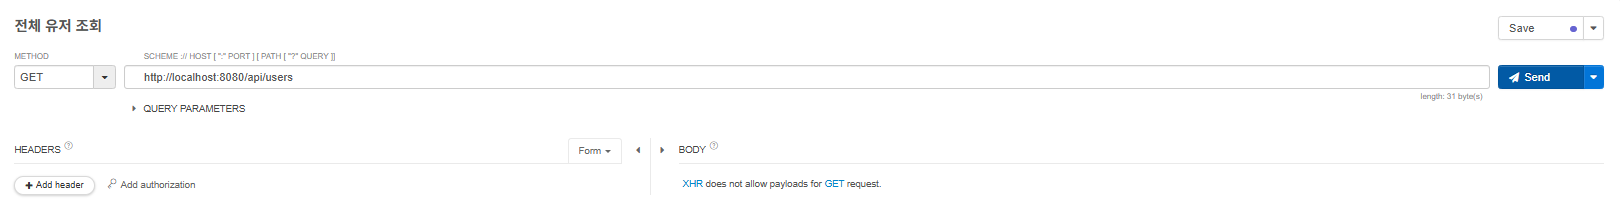 전체 유저 조회
Save
METHOD
SCHEME :// HOST [ ":" PORT ] [ PATH [ "?" QUERY ]]
GET
http://localhost:8080/api/users
Send
length: 31 byte(s)
QUERY PARAMETERS
HEADERS ?
Form
BODY ?
+ Add header
Add authorization
XHR does not allow payloads for GET request.